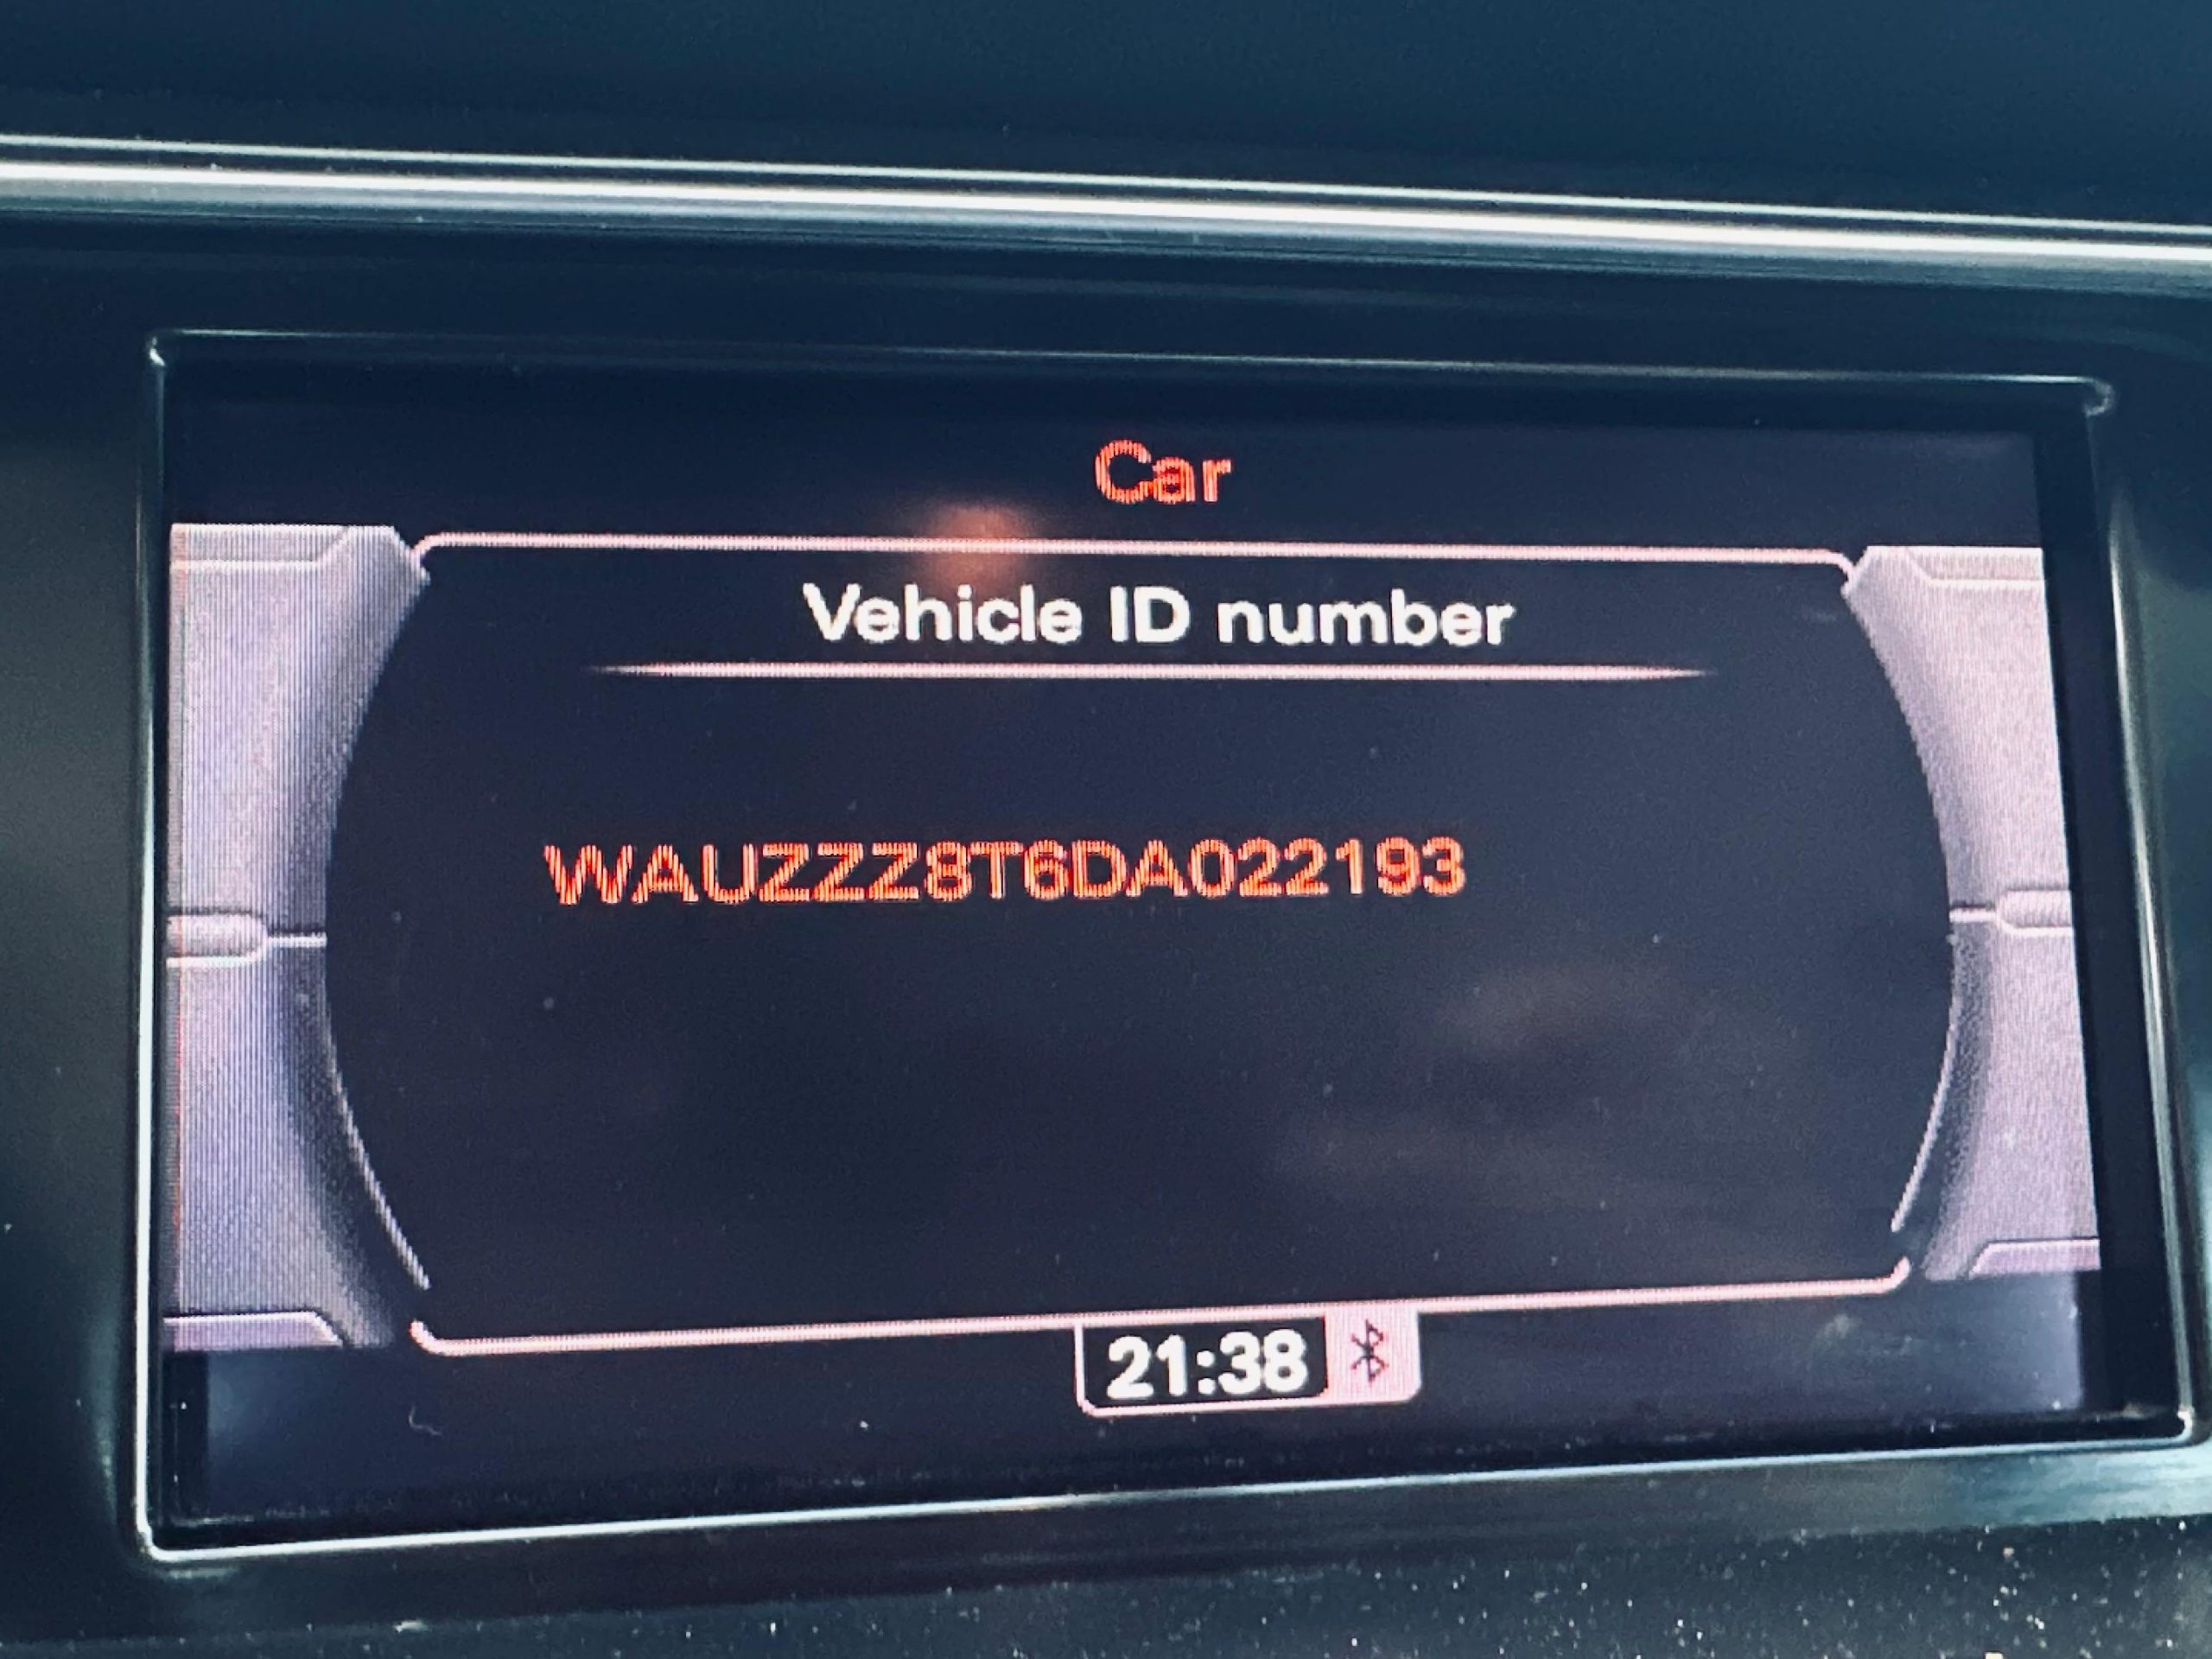 Car
Vehicle ID number
WAUZZZ8T6DA022193
21:38